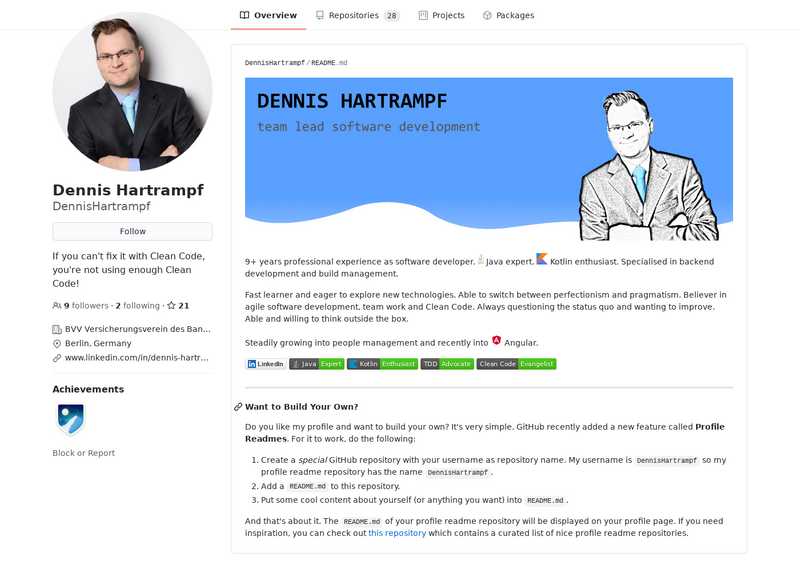 Overview
Repositories 28
Projects
Packages
Dennis Hartrampf
DennisHartrampf
Follow
If you can't fix it with Clean Code,
you're not using enough Clean
Code!
9 followers · 2 following · 21
BVV Versicherungsverein des Ban...
Berlin, Germany
www.linkedin.com/in/dennis-hartr...
Achievements
Block or Report
DennisHartrampf/README.md
DENNIS HARTRAMPF
team lead software development
9+ years professional experience as software developer. Java expert. Kotlin enthusiast. Specialised in backend
development and build management.
Fast learner and eager to explore new technologies. Able to switch between perfectionism and pragmatism. Believer in
agile software development, team work and Clean Code. Always questioning the status quo and wanting to improve.
Able and willing to think outside the box.
Steadily growing into people management and recently into Angular.
LinkedIn Java Expert Kotlin Enthusiast TDD Advocate Clean Code Evangelist
Want to Build Your Own?
Do you like my profile and want to build your own? It's very simple. GitHub recently added a new feature called Profile
Readmes. For it to work, do the following:
1. Create a special GitHub repository with your username as repository name. My username is DennisHartrampf so my
profile readme repository has the name DennisHartrampf.
2. Add a README.md to this repository.
3. Put some cool content about yourself (or anything you want) into README.md.
And that's about it. The README.md of your profile readme repository will be displayed on your profile page. If you need
inspiration, you can check out this repository which contains a curated list of nice profile readme repositories.